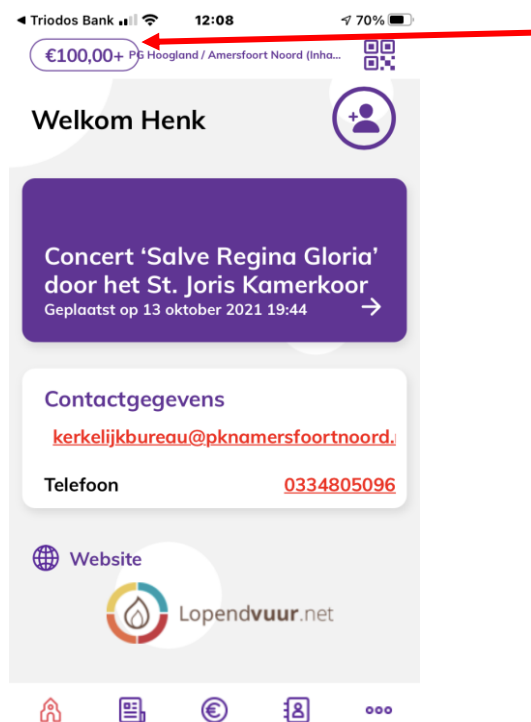 ◀ Triodos Bank 12:08 70%
€100,00+ PG Hoogland / Amersfoort Noord (Inha...
Welkom Henk
Concert ‘Salve Regina Gloria’
door het St. Joris Kamerkoor
Geplaatst op 13 oktober 2021 19:44
Contactgegevens
kerkelijkbureau@pknamersfoortnoord.
Telefoon 0334805096
Website
Lopendvuur.net